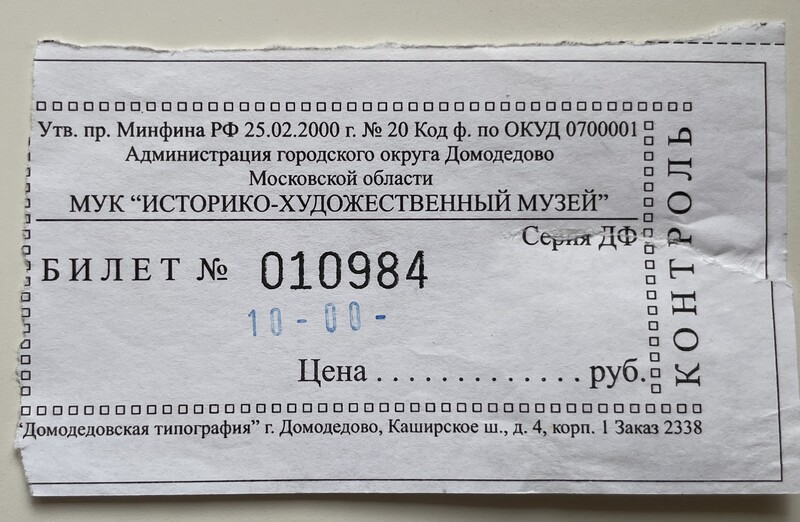 Утв. пр. Минфина РФ 25.02.2000 г. № 20 Код ф. по ОКУД 0700001
Администрация городского округа Домодедово
Московской области
МУК “ИСТОРИКО-ХУДОЖЕСТВЕННЫЙ МУЗЕЙ”
Серия ДФ
БИЛЕТ № 010984
10-00-
Цена.............руб.
“Домодедовская типография” г. Домодедово, Каширское ш., д. 4, корп. 1 Заказ 2338
КОНТРОЛЬ